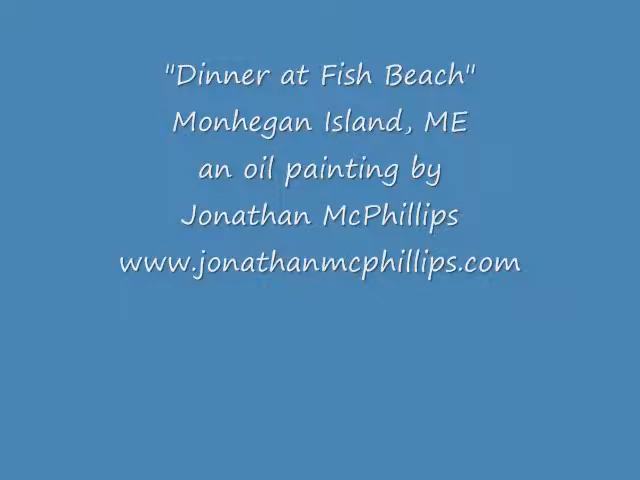 "Dinner at Fish Beach"
Monhegan Island, ME
an oil painting by
Jonathan McPhillips
www.jonathanmcphillips.com